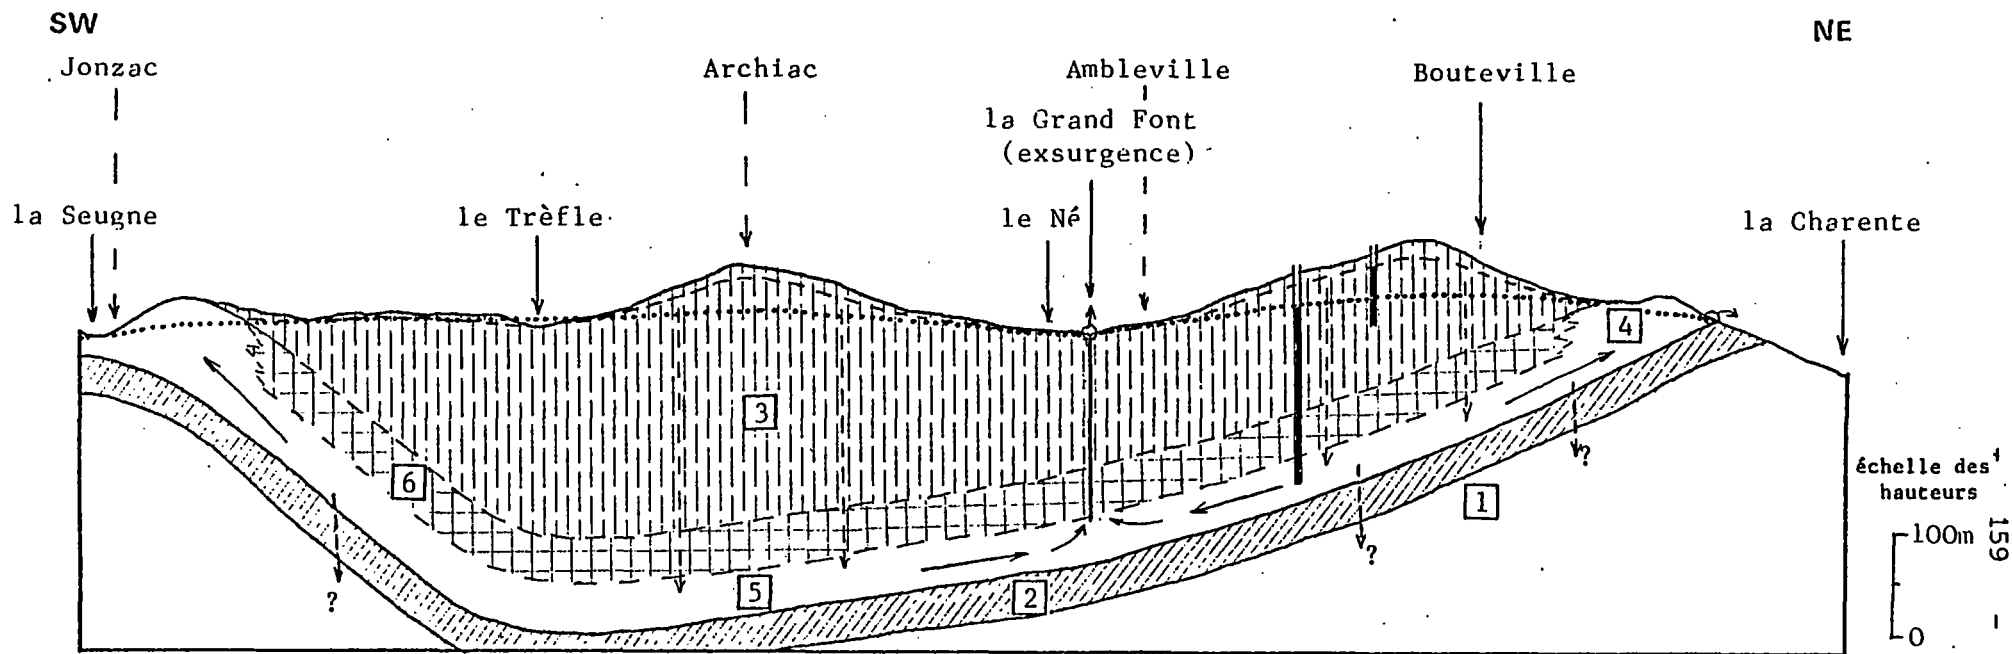 SW
NE
Jonzac
Archiac
Ambleville
Bouteville
la Grand Font
(exsurgence)
la Seugne
le Trèfle
le Né
la Charente
4
3
6
?
échelle des
hauteurs
1
?
100m
159 -
?
5
2
0